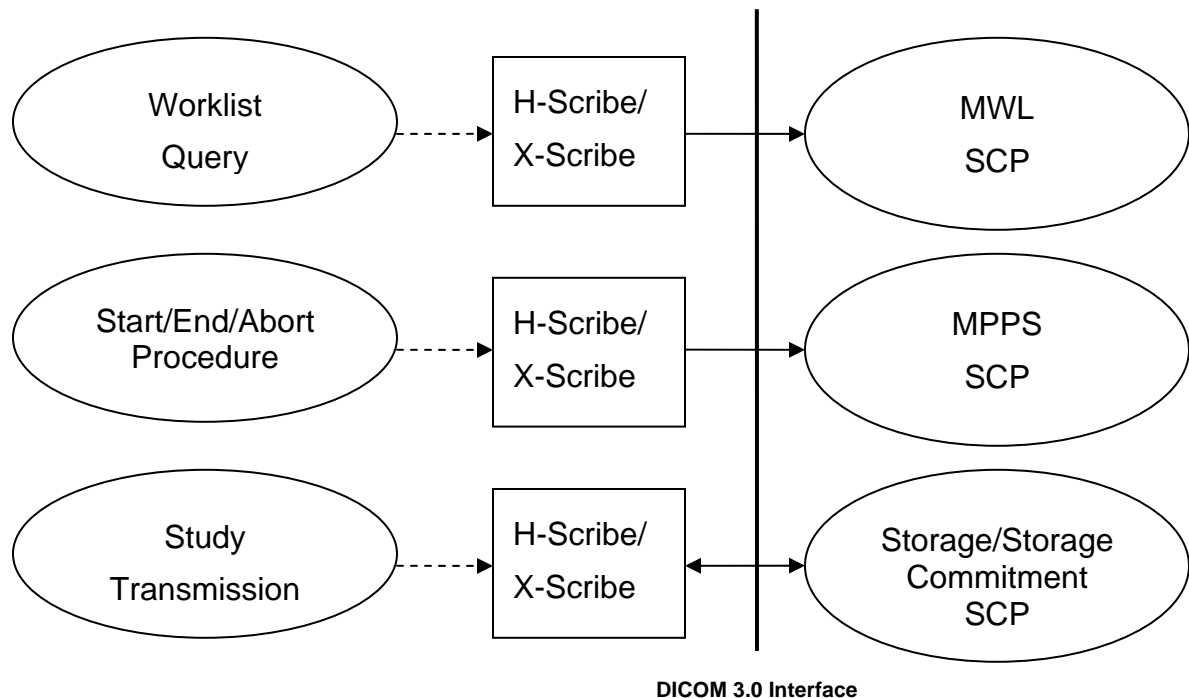 Worklist
Query
H-Scribe/
X-Scribe
MWL
SCP
Start/End/Abort
Procedure
H-Scribe/
X-Scribe
MPPS
SCP
Study
Transmission
H-Scribe/
X-Scribe
Storage/Storage
Commitment
SCP
DICOM 3.0 Interface